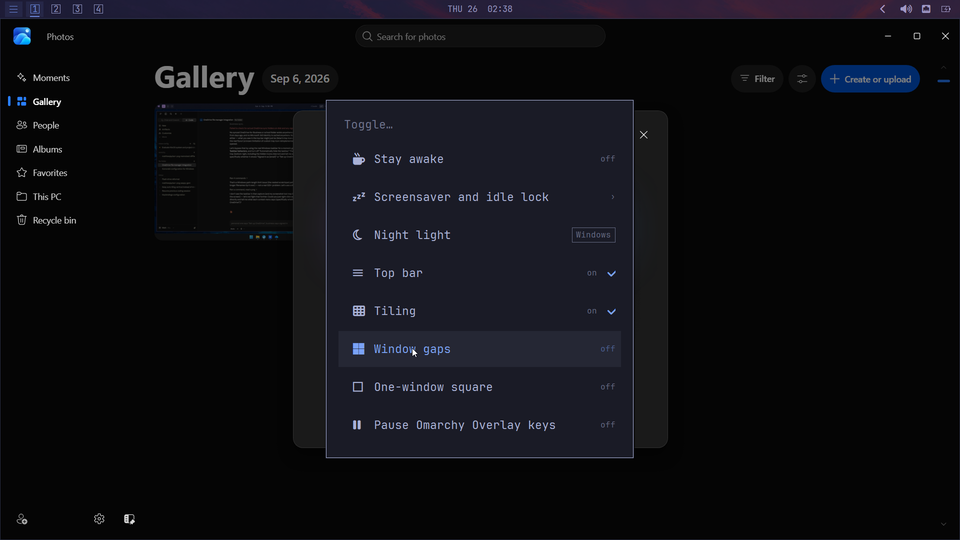 1 2 3 4
THU 26 02:38
Photos
Search for photos
Moments
Gallery
People
Albums
Favorites
This PC
Recycle bin
Gallery
Sep 6, 2026
Filter
Create or upload
Toggle…
Stay awake off
Screensaver and idle lock
Night light Windows
Top bar on
Tiling on
Window gaps off
One-window square off
Pause Omarchy Overlay keys off